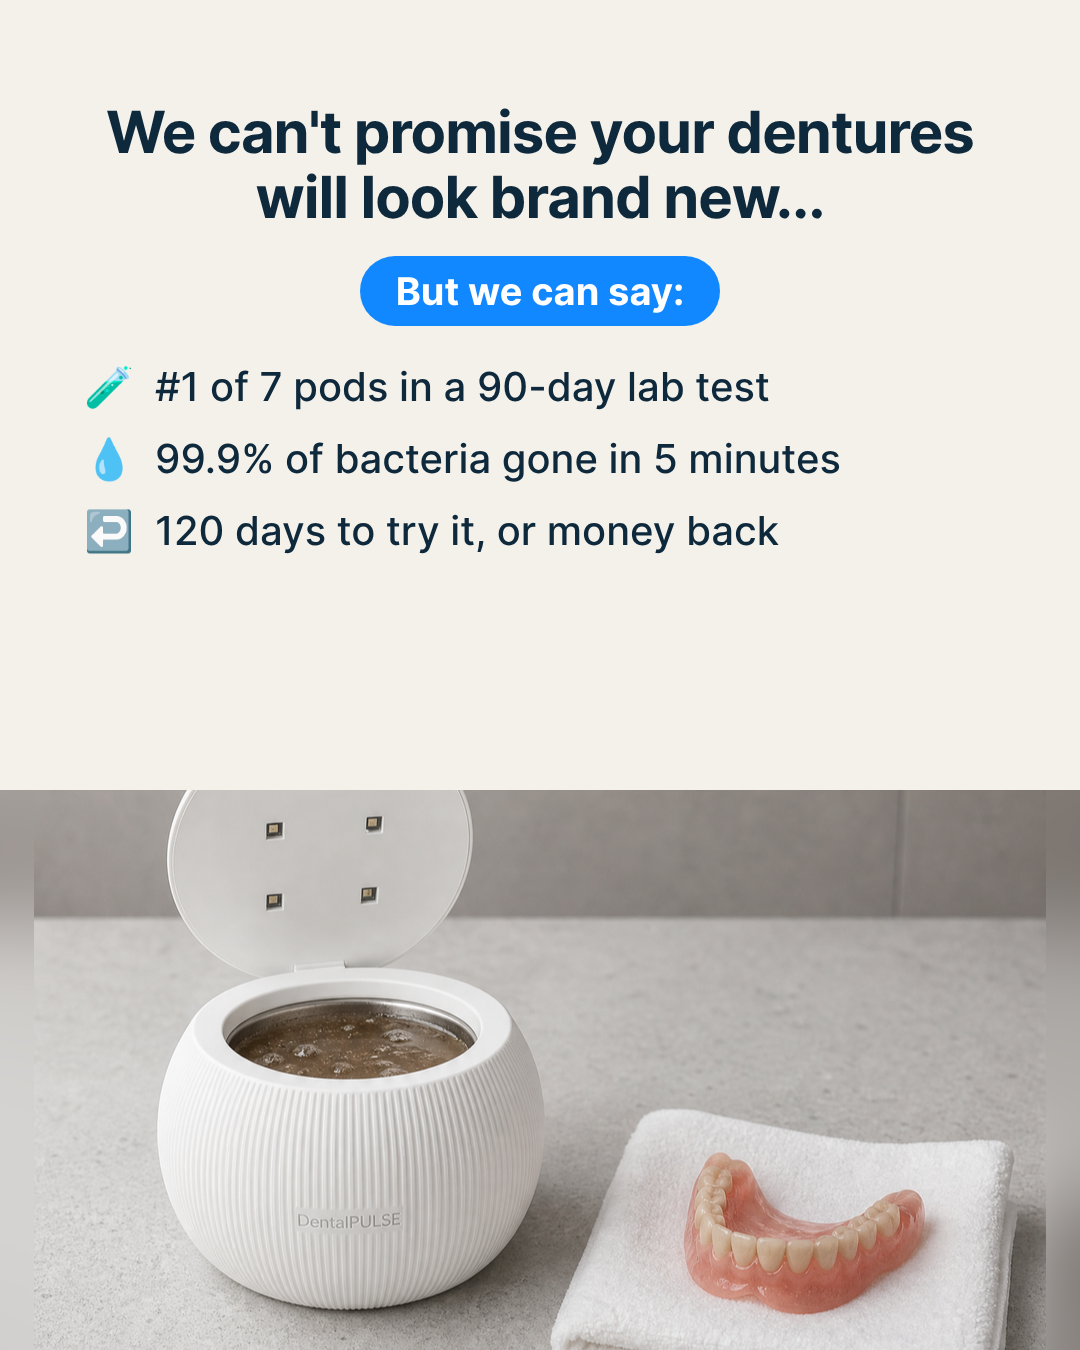 We can't promise your dentures
will look brand new...
But we can say:
#1 of 7 pods in a 90-day lab test
99.9% of bacteria gone in 5 minutes
120 days to try it, or money back
DentalPULSE